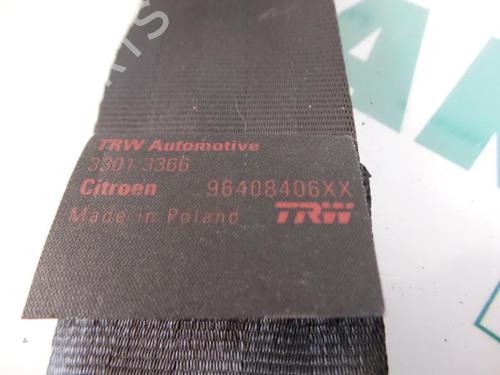 TRW Automotive
3301 3366
Citroen 96408406XX
Made in Poland TRW